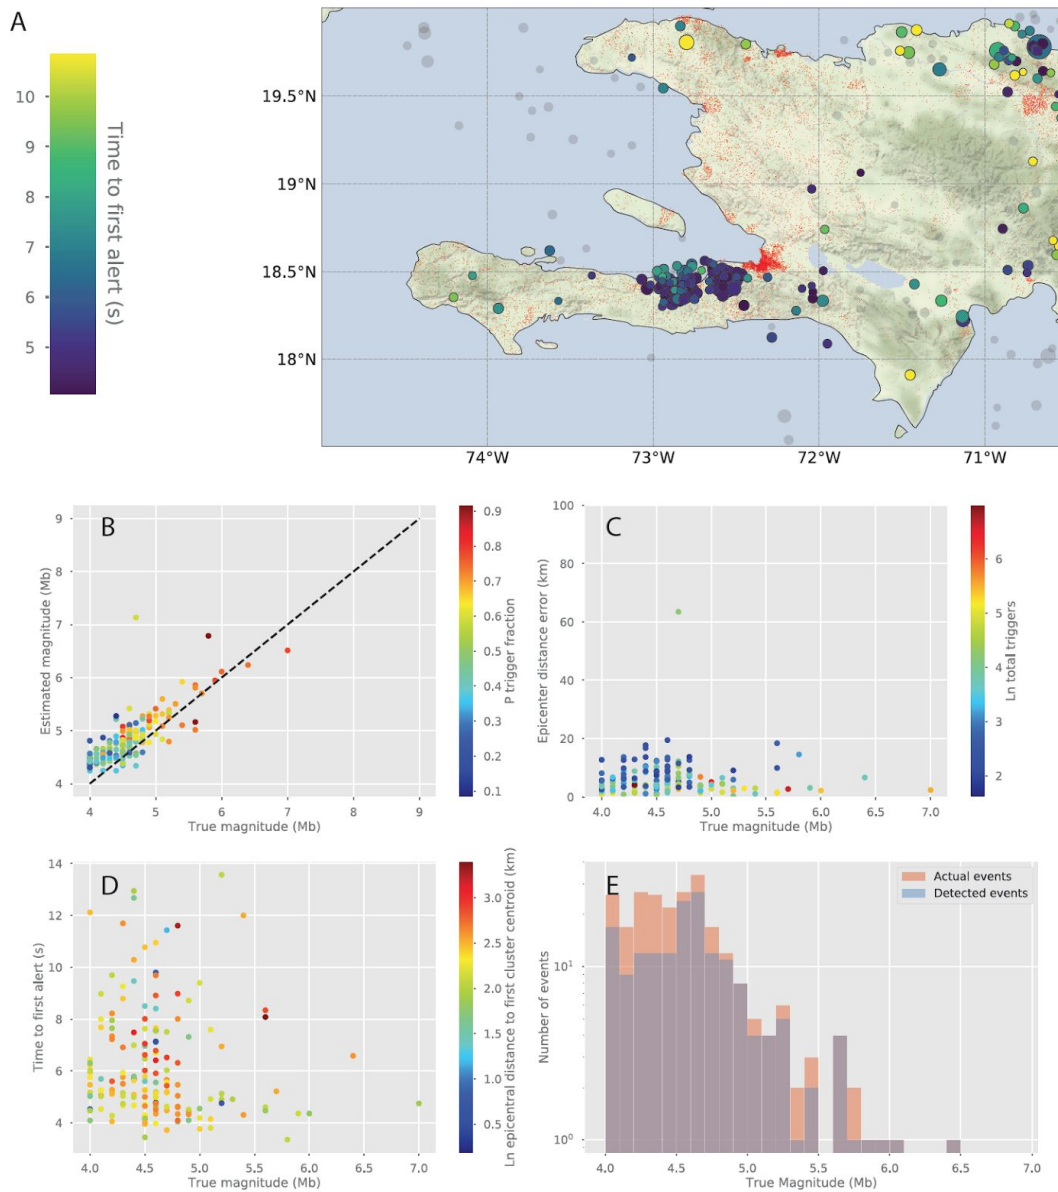 A
10
9
8
7
6
5
Time to first alert (s)
19.5°N
19°N
18.5°N
18°N
74°W
73°W
72°W
71°W
B
9
8
7
6
5
4
Estimated magnitude (Mb)
4
5
6
7
8
9
True magnitude (Mb)
0.9
0.8
0.7
0.6
0.5
0.4
0.3
0.2
0.1
P trigger fraction
C
100
80
60
40
20
0
Epicenter distance error (km)
4.0
4.5
5.0
5.5
6.0
6.5
7.0
True magnitude (Mb)
6
5
4
3
2
Ln total triggers
D
14
12
10
8
6
4
Time to first alert (s)
4.0
4.5
5.0
5.5
6.0
6.5
7.0
True magnitude (Mb)
3.0
2.5
2.0
1.5
1.0
0.5
Ln epicentral distance to first cluster centroid (km)
E
Actual events
Detected events
10¹
10⁰
Number of events
4.0
4.5
5.0
5.5
6.0
6.5
7.0
True Magnitude (Mb)